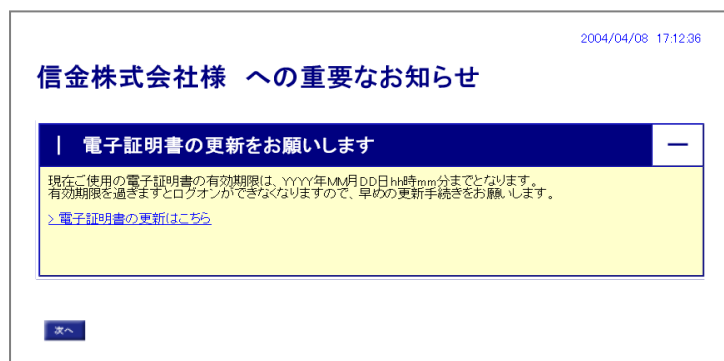 2004/04/08 17:12:36
信金株式会社様 への重要なお知らせ
| 電子証明書の更新をお願いします
現在ご使用の電子証明書の有効期限は、YYYY年MM月DD日hh時mm分までとなります。
有効期限を過ぎますとログオンができなくなりますので、早めの更新手続きをお願いします。
> 電子証明書の更新はこちら
次へ